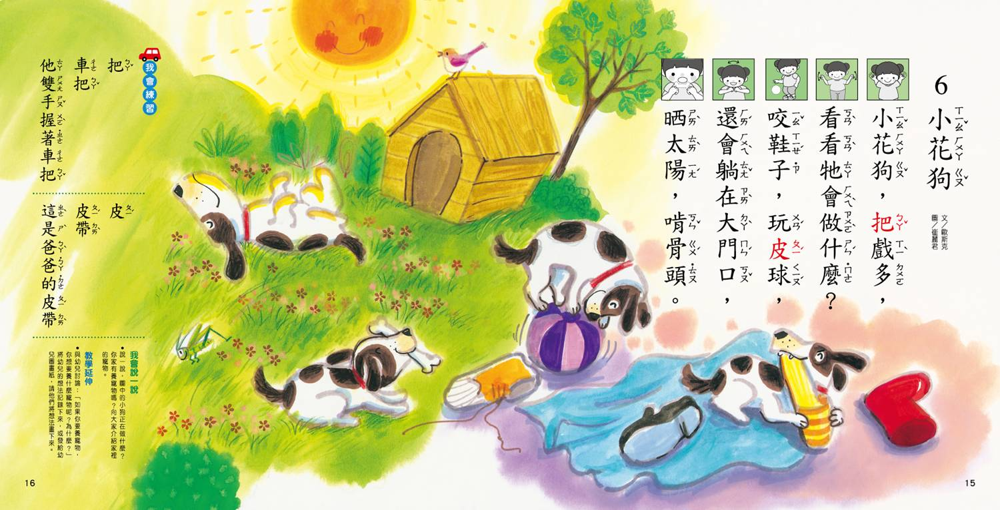 6 小花狗
文／歐斯克
圖／崔麗君
小花狗，把戲多，
看看牠會做什麼？
咬鞋子，玩皮球，
還會躺在大門口，
晒太陽，啃骨頭。
15
我會練習
把
車把
他雙手握著車把
皮
皮帶
這是爸爸的皮帶
我會說一說
•說一說，圖中的小狗正在做什麼？
你家有養寵物嗎？向大家介紹家裡
的寵物。
教學延伸
•與幼兒討論：「如果你要養寵物，
你想要養什麼寵物呢？為什麼？」
將幼兒的想法記錄下來，或發給幼
兒圖畫紙，請他們將想法畫下來。
16